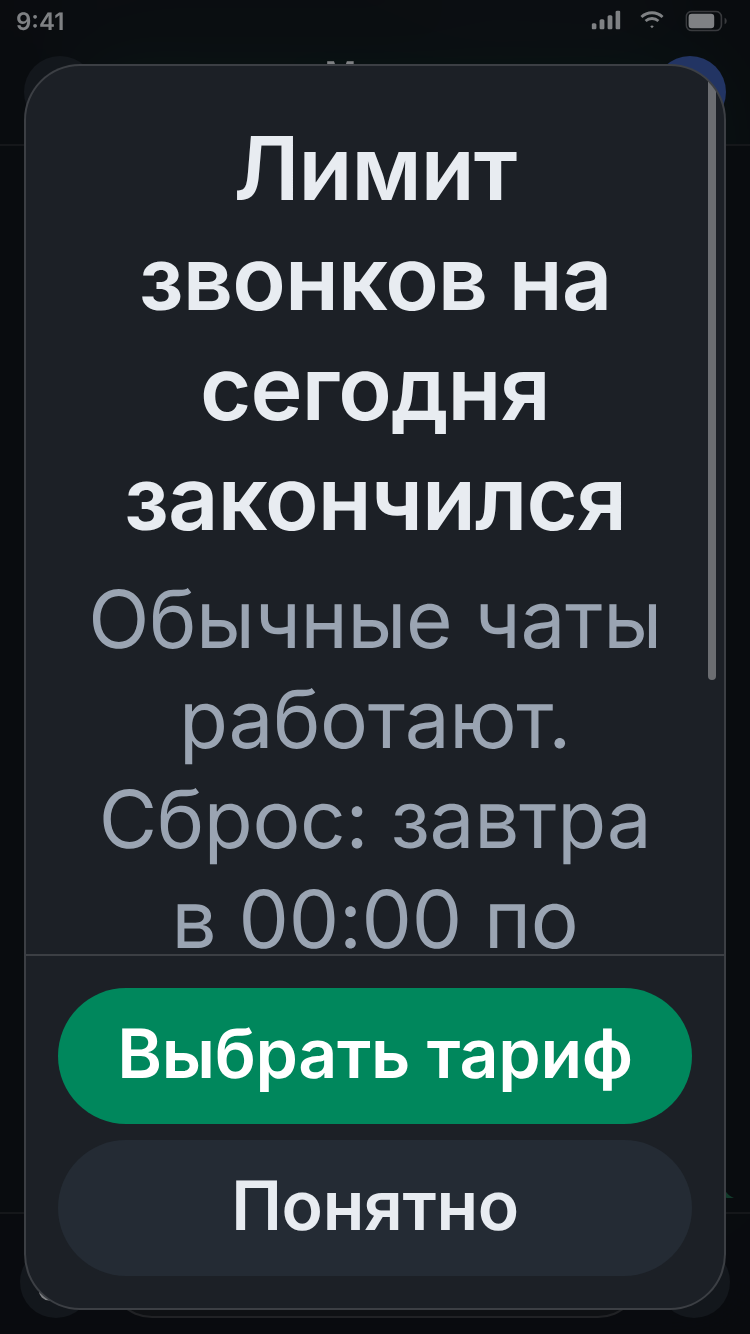 9:41
Лимит
звонков на
сегодня
закончился
Обычные чаты
работают.
Сброс: завтра
в 00:00 по
Выбрать тариф
Понятно